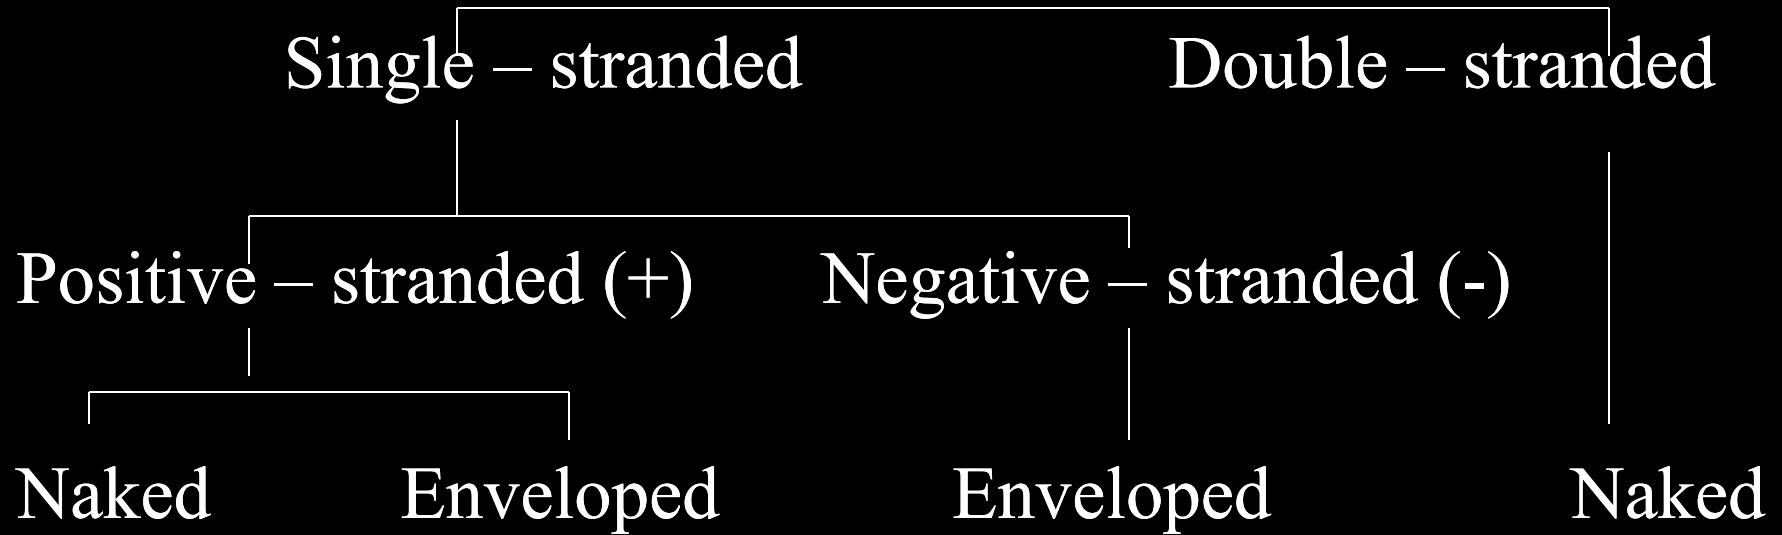 Single – stranded Double – stranded
Positive – stranded (+) Negative – stranded (-)
Naked Enveloped Enveloped Naked